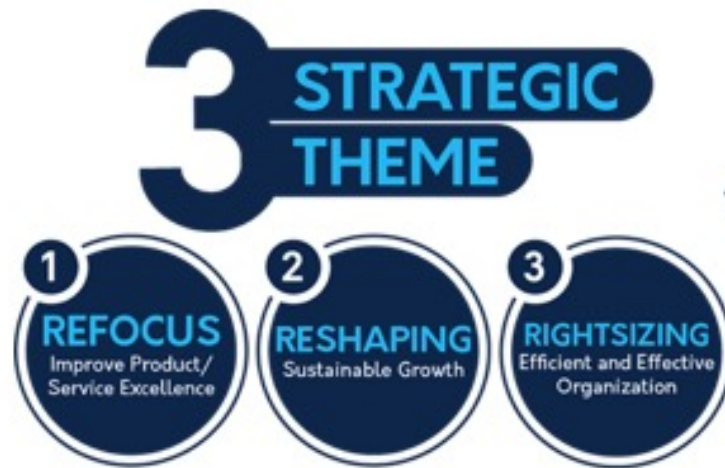 3 STRATEGIC
THEME
1
REFOCUS
Improve Product/
Service Excellence
2
RESHAPING
Sustainable Growth
3
RIGHTSIZING
Efficient and Effective
Organization